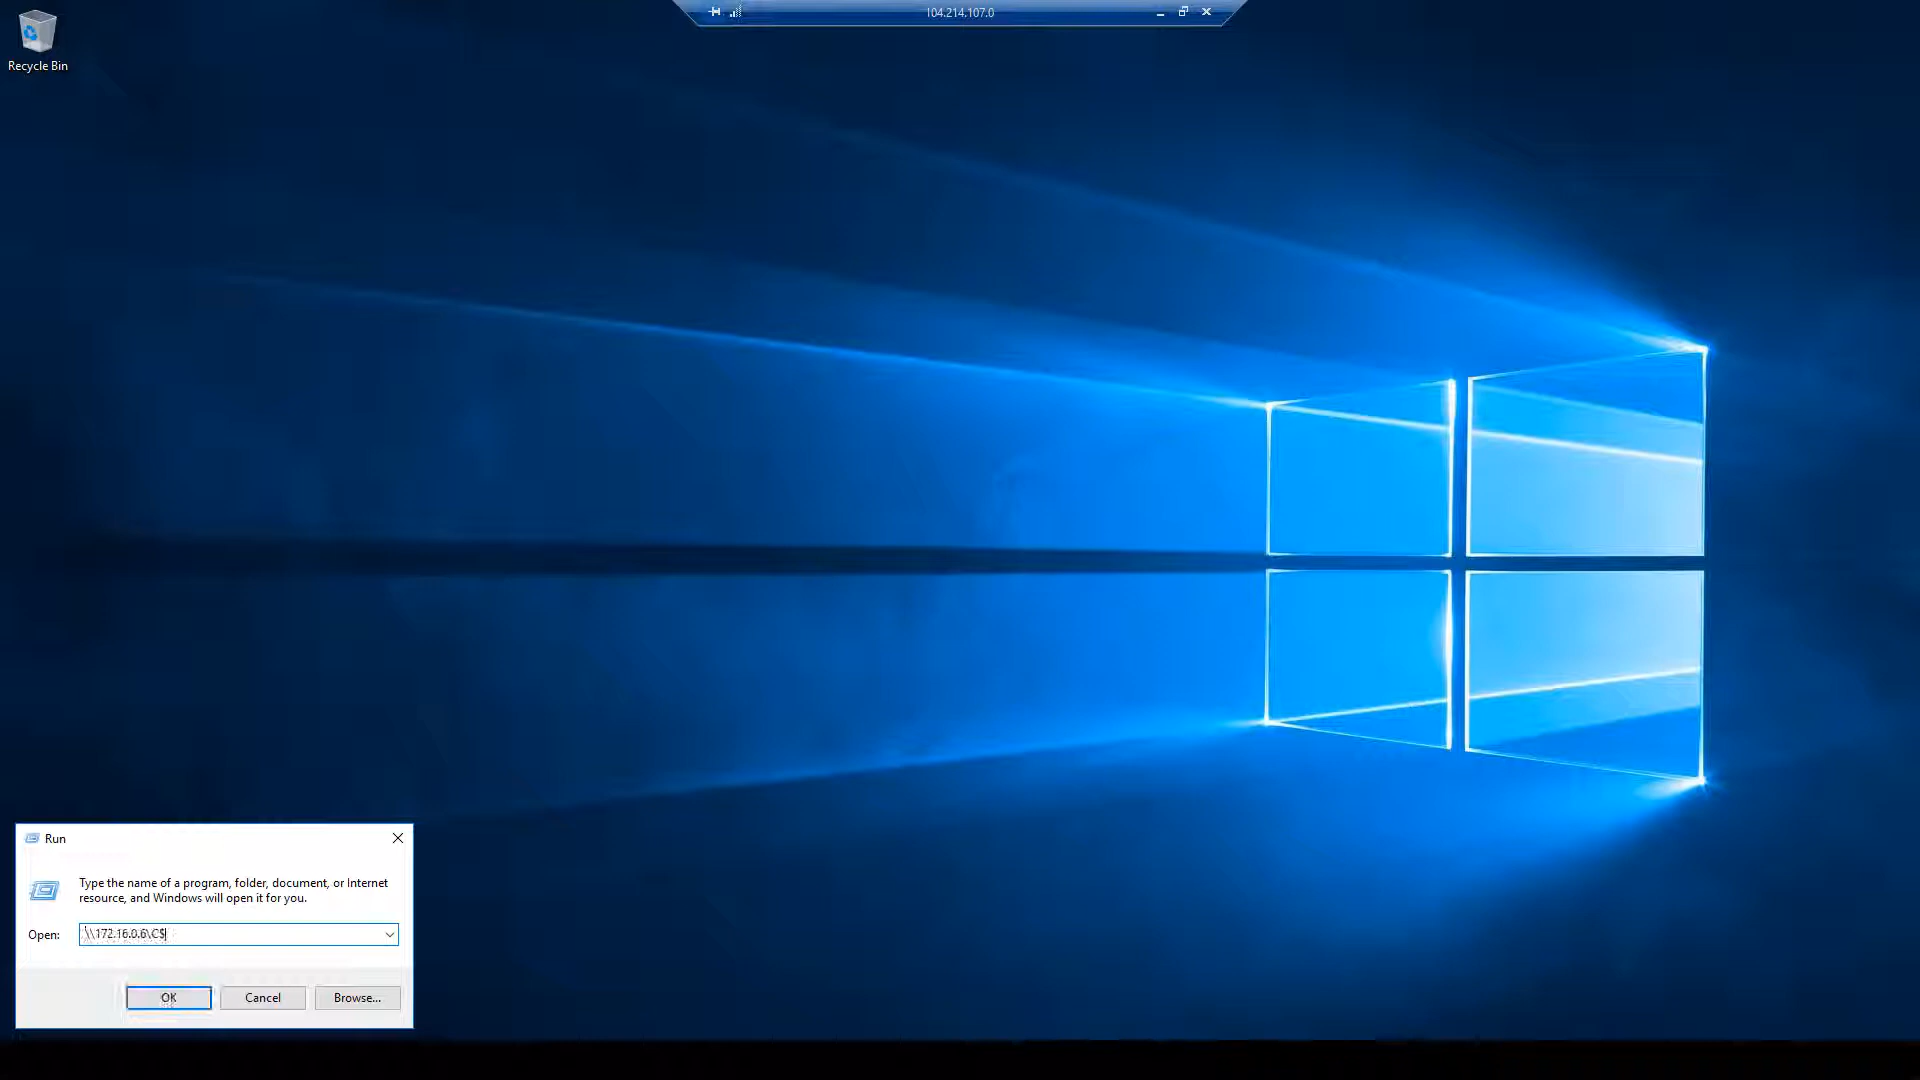 104.214.107.0
Recycle Bin
Run
Type the name of a program, folder, document, or Internet
resource, and Windows will open it for you.
Open:
\\172.16.0.6\C$
OK
Cancel
Browse...